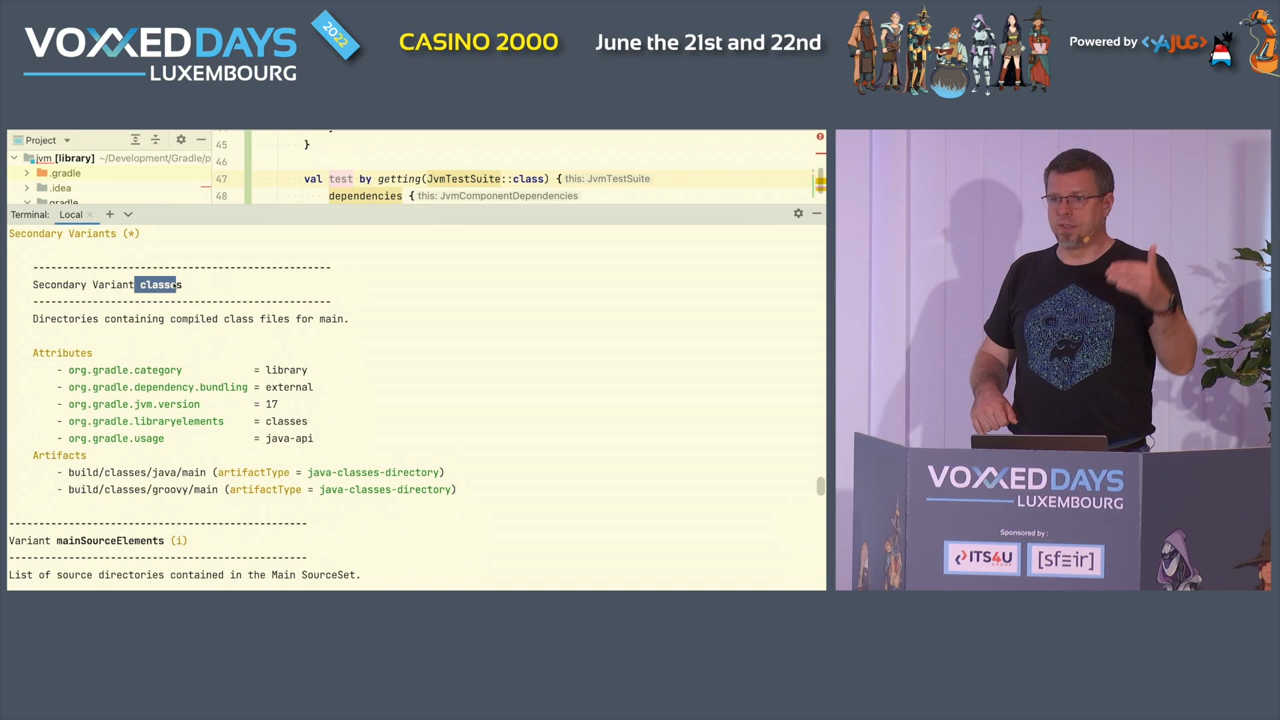 VOXXED DAYS
LUXEMBOURG
2022
CASINO 2000
June the 21st and 22nd
Powered by <YAJUG>
Project
jvm [library] ~/Development/Gradle/p
.gradle
.idea
gradle
45 }
46
47 val test by getting(JvmTestSuite::class) { this: JvmTestSuite
48 dependencies { this: JvmComponentDependencies
Terminal: Local
Secondary Variants (*)
--------------------------------------------------
Secondary Variant classes
--------------------------------------------------
Directories containing compiled class files for main.
Attributes
- org.gradle.category = library
- org.gradle.dependency.bundling = external
- org.gradle.jvm.version = 17
- org.gradle.libraryelements = classes
- org.gradle.usage = java-api
Artifacts
- build/classes/java/main (artifactType = java-classes-directory)
- build/classes/groovy/main (artifactType = java-classes-directory)
--------------------------------------------------
Variant mainSourceElements (i)
--------------------------------------------------
List of source directories contained in the Main SourceSet.
VOXXED DAYS
LUXEMBOURG
Sponsored by :
ITS4U
GROUP
[sfeir]